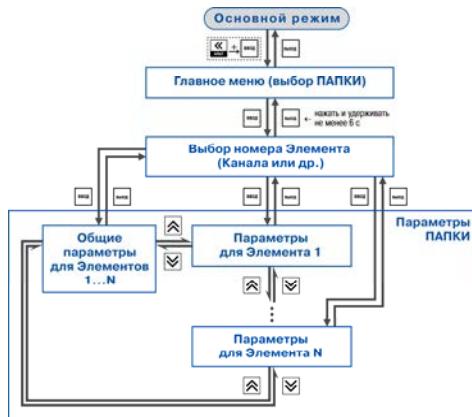 Основной режим
ввод
выход
Главное меню (выбор ПАПКИ)
ввод
выход
← нажать и удерживать
не менее 6 с
Выбор номера Элемента
(Канала или др.)
ввод
выход
ввод
выход
ввод
выход
Параметры
ПАПКИ
Общие
параметры
для Элементов
1...N
Параметры
для Элемента 1
Параметры
для Элемента N